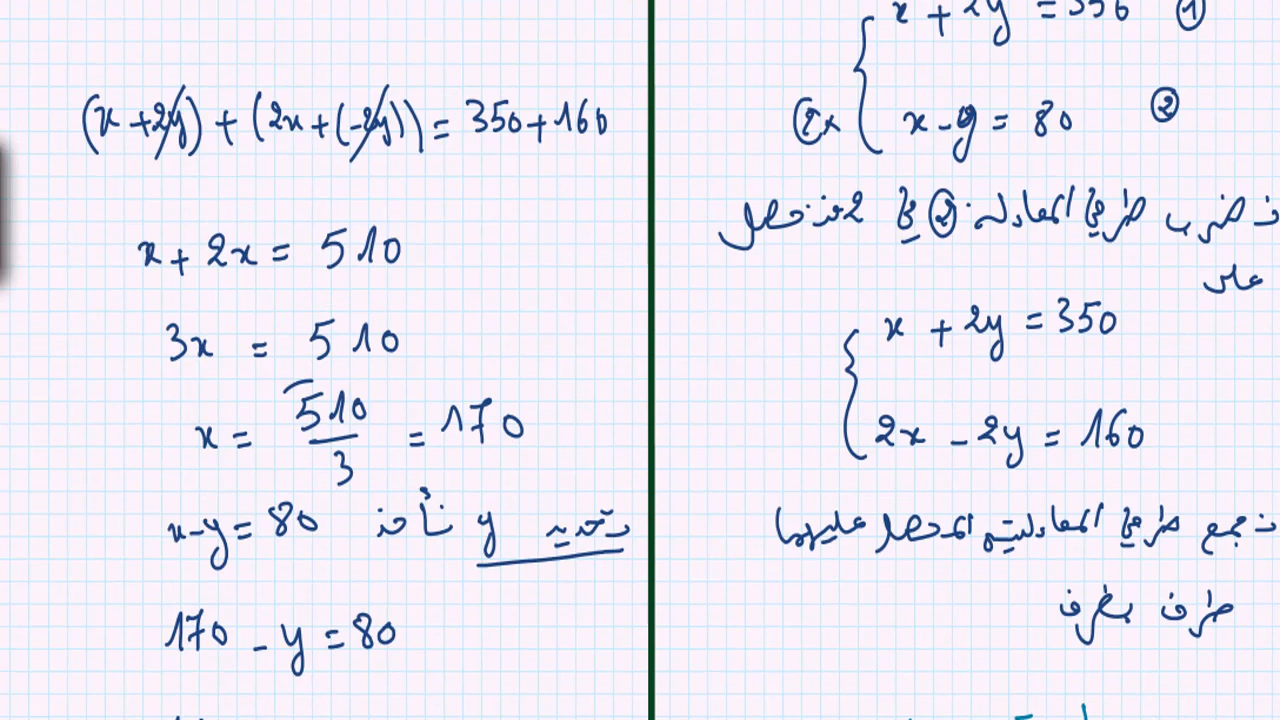 x + 2y = 350 ①
2x x - y = 80 ②
نضرب طرفي المعادلة ② في 2 فنحصل
على
x + 2y = 350
2x - 2y = 160
نجمع طرفي المعادلتين المحصل عليهما
طرف بطرف
(x + 2y) + (2x + (-2y)) = 350 + 160
x + 2x = 510
3x = 510
x = 510/3 = 170
تحديد y نأخذ x - y = 80
170 - y = 80